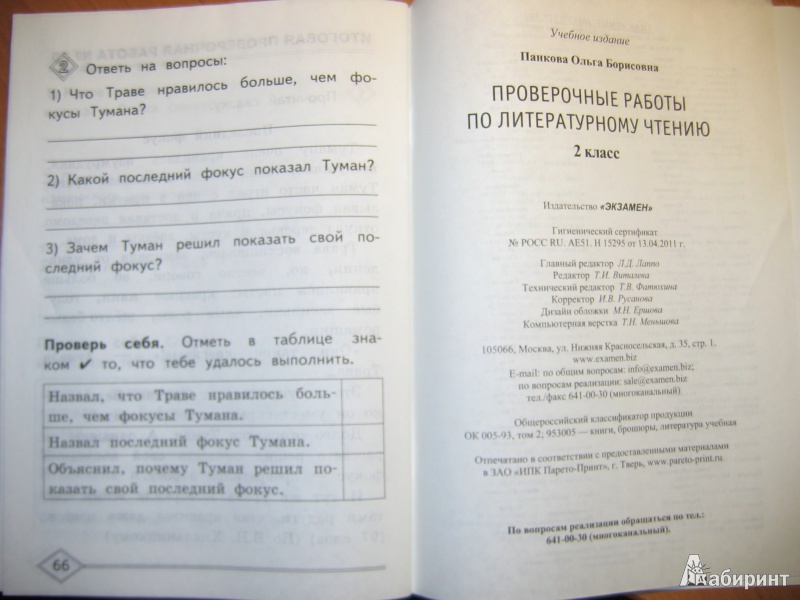 2 Ответь на вопросы:
1) Что Траве нравилось больше, чем фо-
кусы Тумана?
2) Какой последний фокус показал Туман?
3) Зачем Туман решил показать свой по-
следний фокус?
Проверь себя. Отметь в таблице зна-
ком ✔ то, что тебе удалось выполнить.
Назвал, что Траве нравилось боль-
ше, чем фокусы Тумана.
Назвал последний фокус Тумана.
Объяснил, почему Туман решил по-
казать свой последний фокус.
66
Учебное издание
Панкова Ольга Борисовна
ПРОВЕРОЧНЫЕ РАБОТЫ
ПО ЛИТЕРАТУРНОМУ ЧТЕНИЮ
2 класс
Издательство «ЭКЗАМЕН»
Гигиенический сертификат
№ РОСС RU. АЕ51. Н 15295 от 13.04.2011 г.
Главный редактор Л.Д. Лаппо
Редактор Т.И. Виталева
Технический редактор Т.В. Фатюхина
Корректор И.В. Русанова
Дизайн обложки М.Н. Ершова
Компьютерная верстка Т.Н. Меньшова
105066, Москва, ул. Нижняя Красносельская, д. 35, стр. 1.
www.examen.biz
E-mail: по общим вопросам: info@examen.biz;
по вопросам реализации: sale@examen.biz
тел./факс 641-00-30 (многоканальный)
Общероссийский классификатор продукции
ОК 005-93, том 2; 953005 — книги, брошюры, литература учебная
Отпечатано в соответствии с предоставленными материалами
в ЗАО «ИПК Парето-Принт», г. Тверь, www.pareto-print.ru
По вопросам реализации обращаться по тел.:
641-00-30 (многоканальный).
Лабиринт